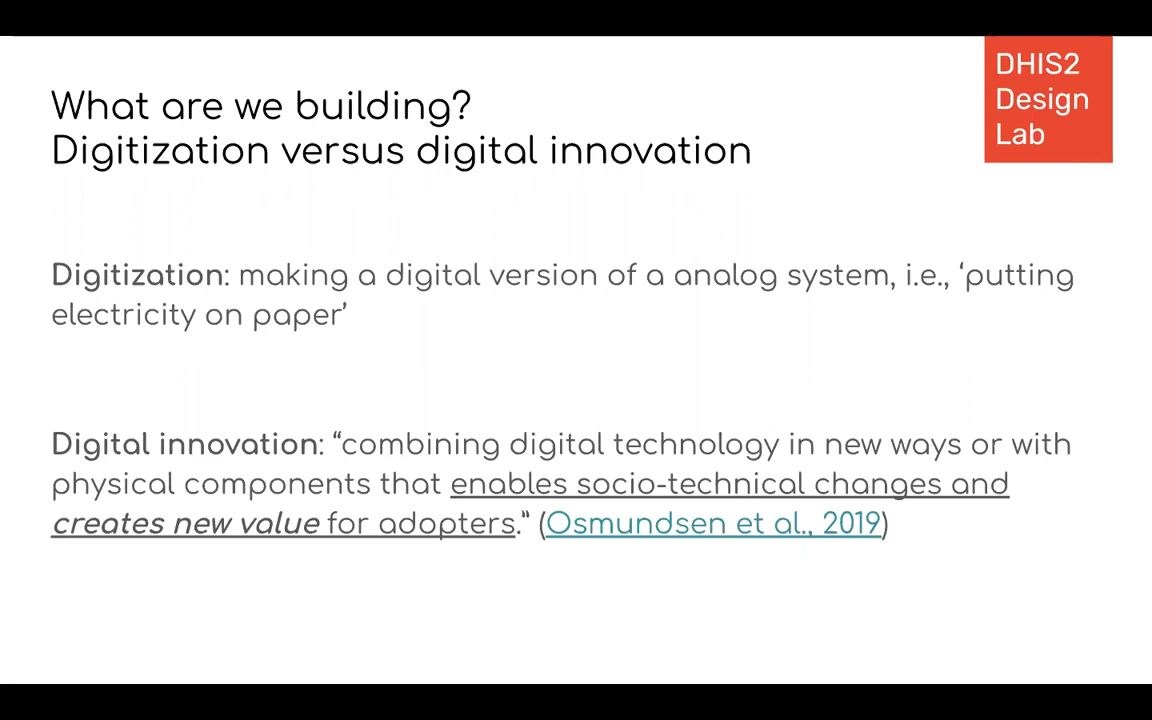 What are we building?
Digitization versus digital innovation
DHIS2
Design
Lab
Digitization: making a digital version of a analog system, i.e., ‘putting
electricity on paper’
Digital innovation: “combining digital technology in new ways or with
physical components that enables socio-technical changes and
creates new value for adopters.” (Osmundsen et al., 2019)